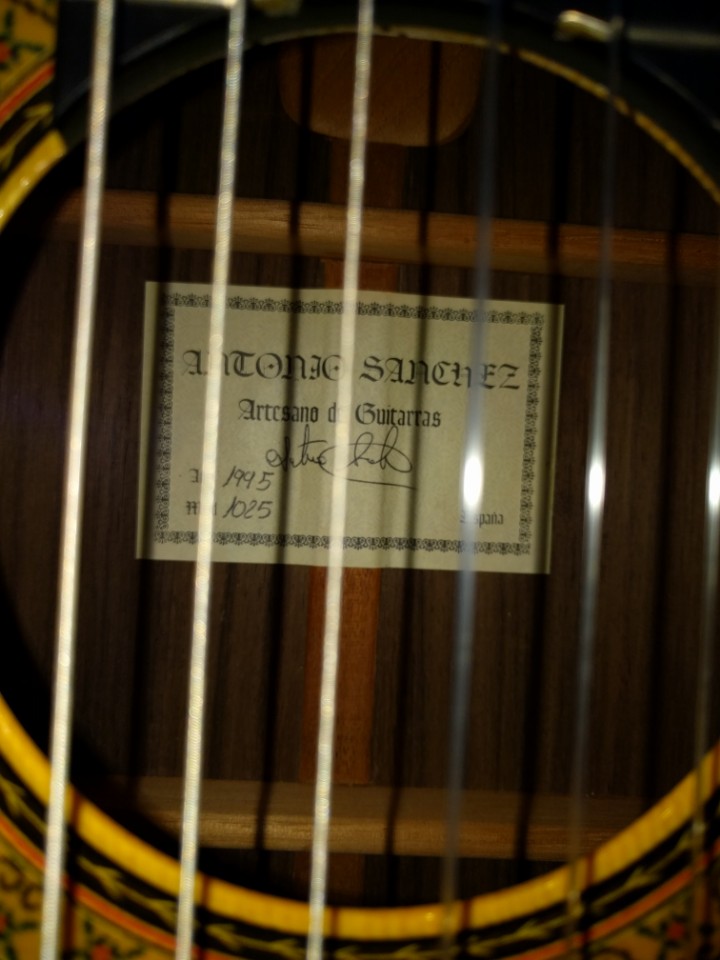 ANTONIO SANCHEZ
Artesano de Guitarras
1995
1025
España